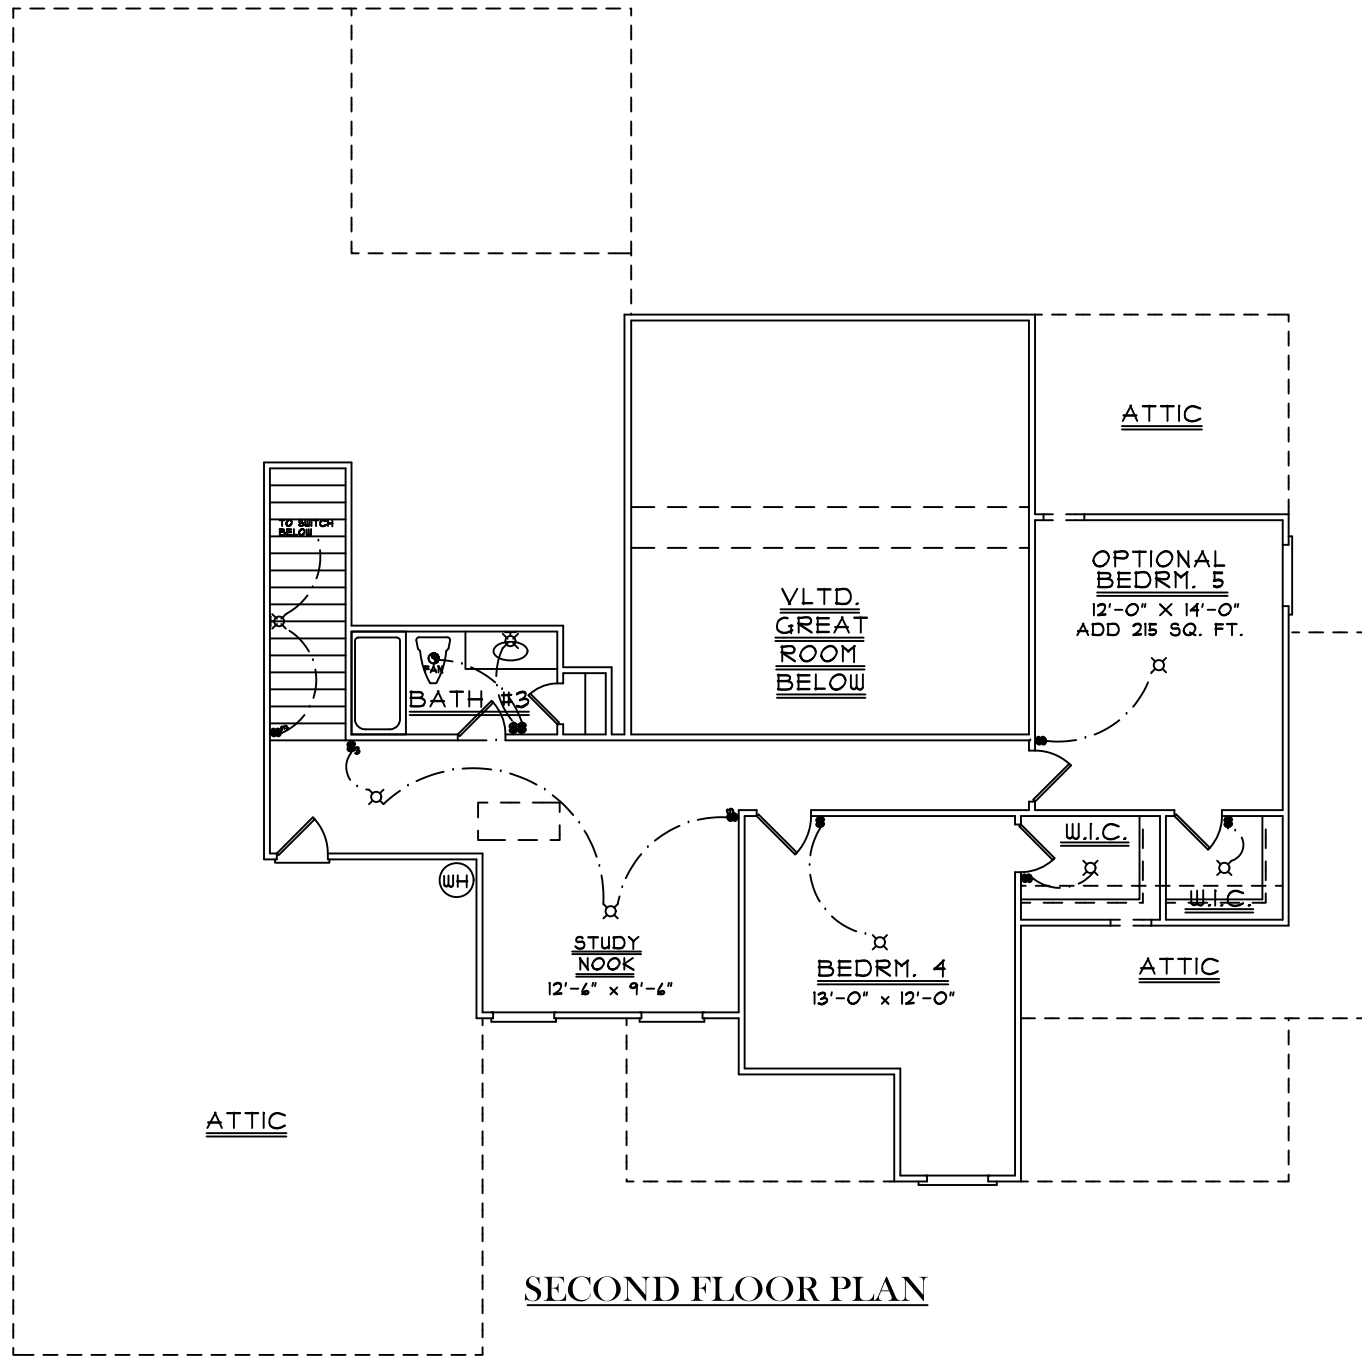 ATTIC
TO SWITCH
BELOW
OPTIONAL
BEDRM. 5
12'-0" X 14'-0"
ADD 215 SQ. FT.
VLTD.
GREAT
ROOM
BELOW
FAN
BATH #3
W.I.C.
WH
W.I.C.
STUDY
NOOK
12'-6" x 9'-6"
BEDRM. 4
13'-0" x 12'-0"
ATTIC
ATTIC
SECOND FLOOR PLAN